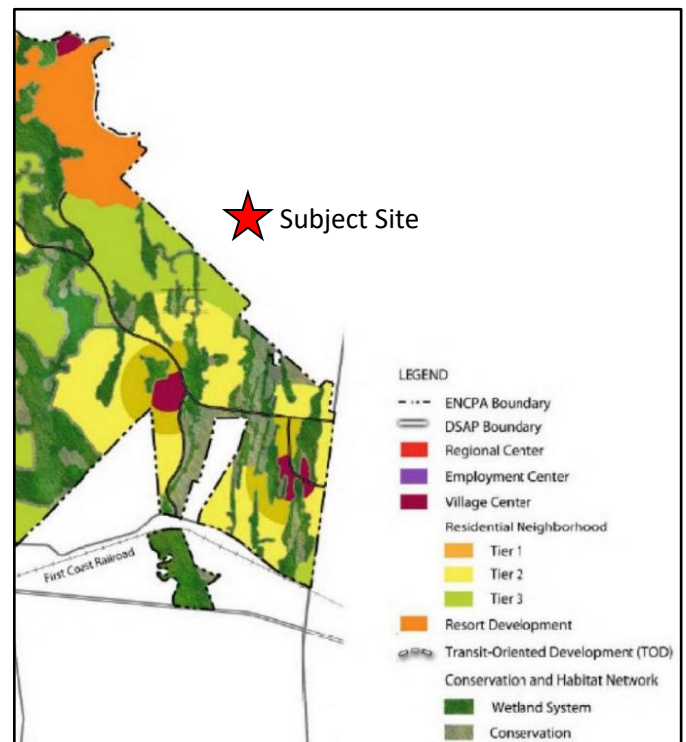 Subject Site
First Coast Railroad
LEGEND
ENCPA Boundary
DSAP Boundary
Regional Center
Employment Center
Village Center
Residential Neighborhood
Tier 1
Tier 2
Tier 3
Resort Development
Transit-Oriented Development (TOD)
Conservation and Habitat Network
Wetland System
Conservation